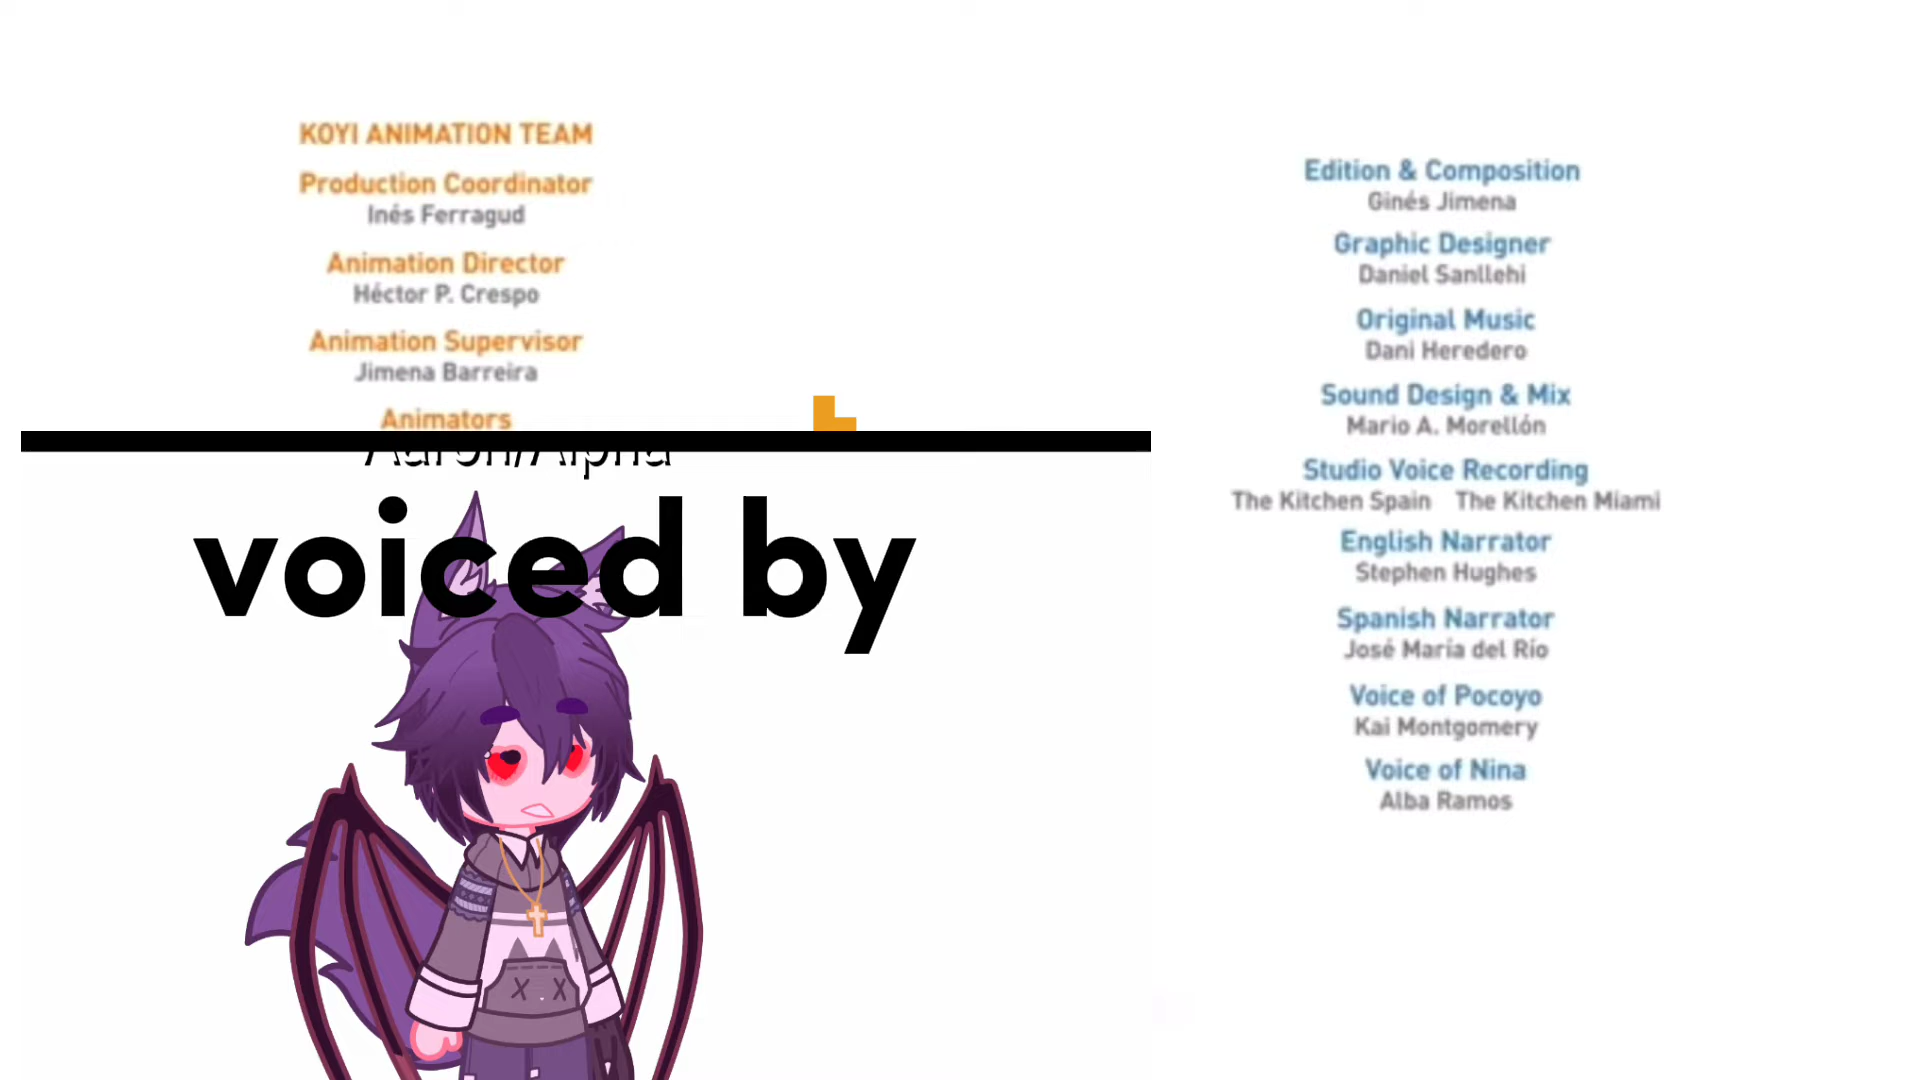 KOYI ANIMATION TEAM
Production Coordinator
Inés Ferragud
Animation Director
Héctor P. Crespo
Animation Supervisor
Jimena Barreira
Animators
Aaron/Alpha
voiced by
Edition & Composition
Ginés Jimena
Graphic Designer
Daniel Sanllehi
Original Music
Dani Heredero
Sound Design & Mix
Mario A. Morellón
Studio Voice Recording
The Kitchen Spain The Kitchen Miami
English Narrator
Stephen Hughes
Spanish Narrator
José María del Río
Voice of Pocoyo
Kai Montgomery
Voice of Nina
Alba Ramos